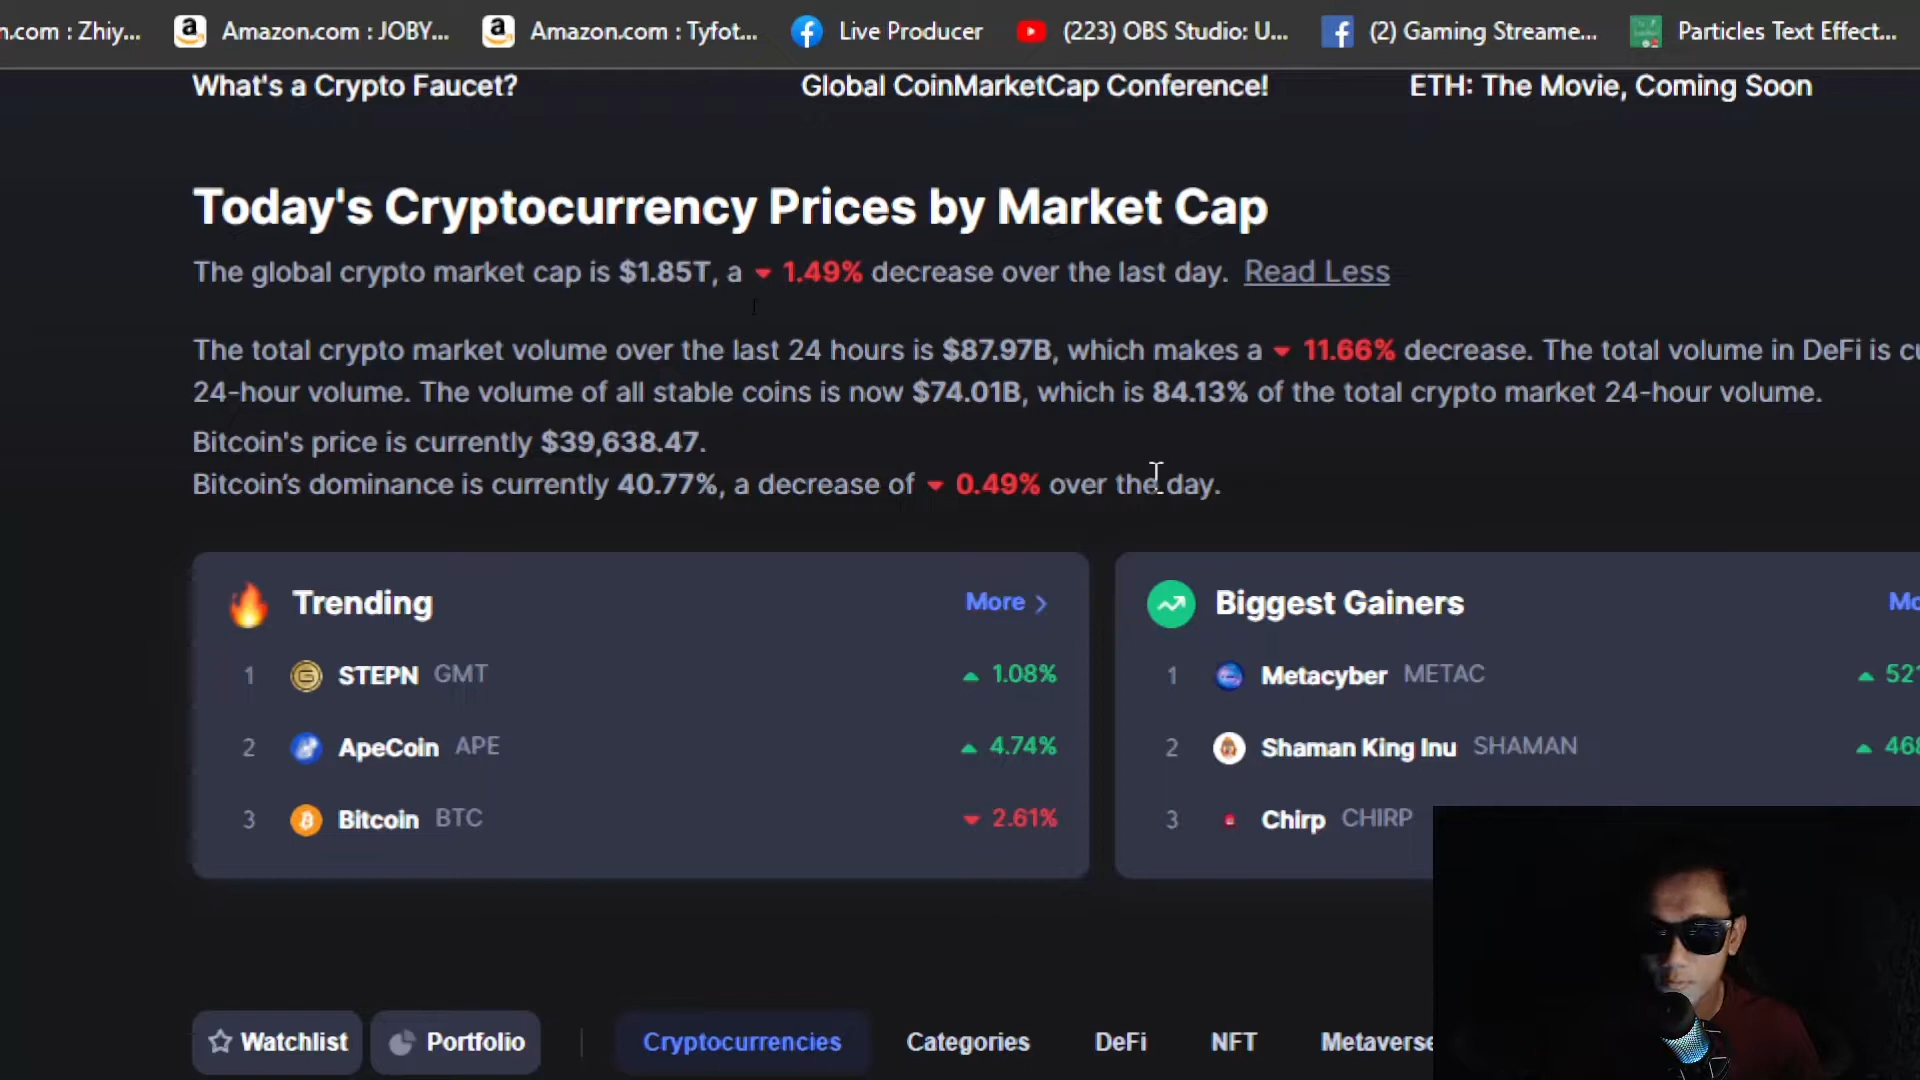 n.com : Zhiy... Amazon.com : JOBY... Amazon.com : Tyfot... Live Producer (223) OBS Studio: U... (2) Gaming Streame... Particles Text Effect...
What's a Crypto Faucet? Global CoinMarketCap Conference! ETH: The Movie, Coming Soon
Today's Cryptocurrency Prices by Market Cap
The global crypto market cap is $1.85T, a 1.49% decrease over the last day. Read Less
The total crypto market volume over the last 24 hours is $87.97B, which makes a 11.66% decrease. The total volume in DeFi is
24-hour volume. The volume of all stable coins is now $74.01B, which is 84.13% of the total crypto market 24-hour volume.
Bitcoin's price is currently $39,638.47.
Bitcoin's dominance is currently 40.77%, a decrease of 0.49% over the day.
Trending More >
1 STEPN GMT 1.08%
2 ApeCoin APE 4.74%
3 Bitcoin BTC 2.61%
Biggest Gainers
1 Metacyber METAC
2 Shaman King Inu SHAMAN
3 Chirp CHIRP
Watchlist Portfolio Cryptocurrencies Categories DeFi NFT Metaverse